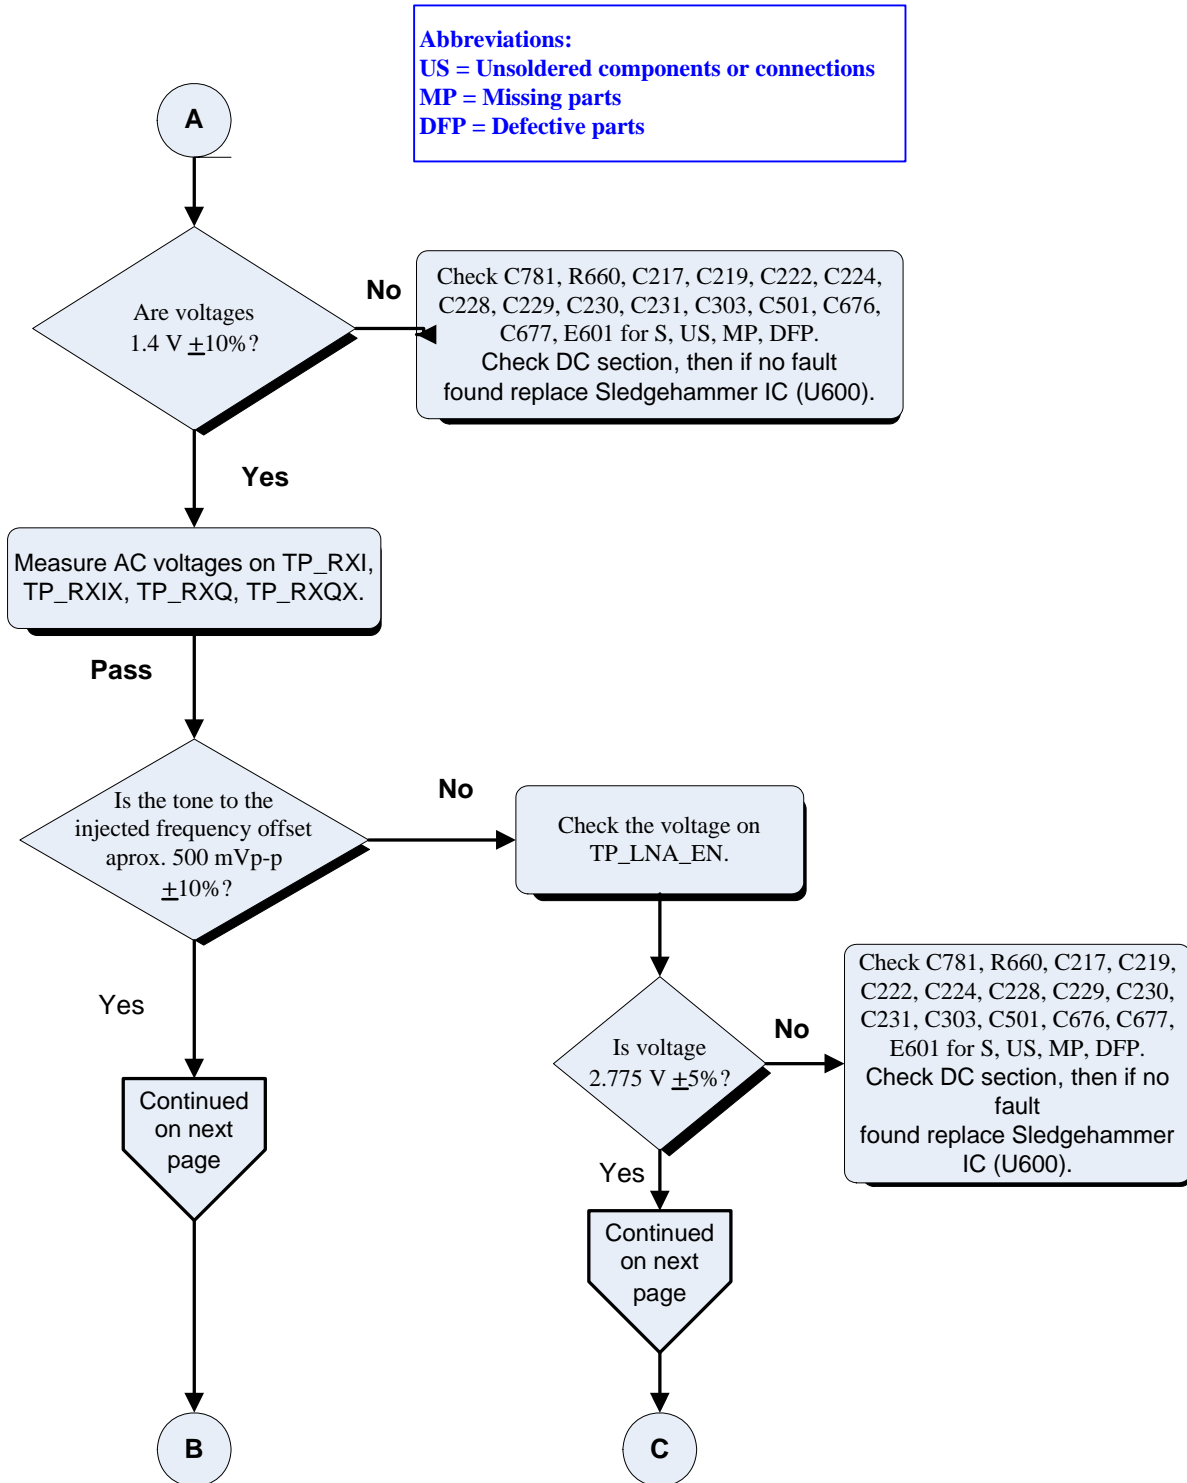 Abbreviations:
US = Unsoldered components or connections
MP = Missing parts
DFP = Defective parts
A
Are voltages
1.4 V ±10%?
No
Check C781, R660, C217, C219, C222, C224,
C228, C229, C230, C231, C303, C501, C676,
C677, E601 for S, US, MP, DFP.
Check DC section, then if no fault
found replace Sledgehammer IC (U600).
Yes
Measure AC voltages on TP_RXI,
TP_RXIX, TP_RXQ, TP_RXQX.
Pass
Is the tone to the
injected frequency offset
aprox. 500 mVp-p
±10%?
No
Check the voltage on
TP_LNA_EN.
Yes
Is voltage
2.775 V ±5%?
No
Check C781, R660, C217, C219,
C222, C224, C228, C229, C230,
C231, C303, C501, C676, C677,
E601 for S, US, MP, DFP.
Check DC section, then if no
fault
found replace Sledgehammer
IC (U600).
Continued
on next
page
Yes
Continued
on next
page
B
C